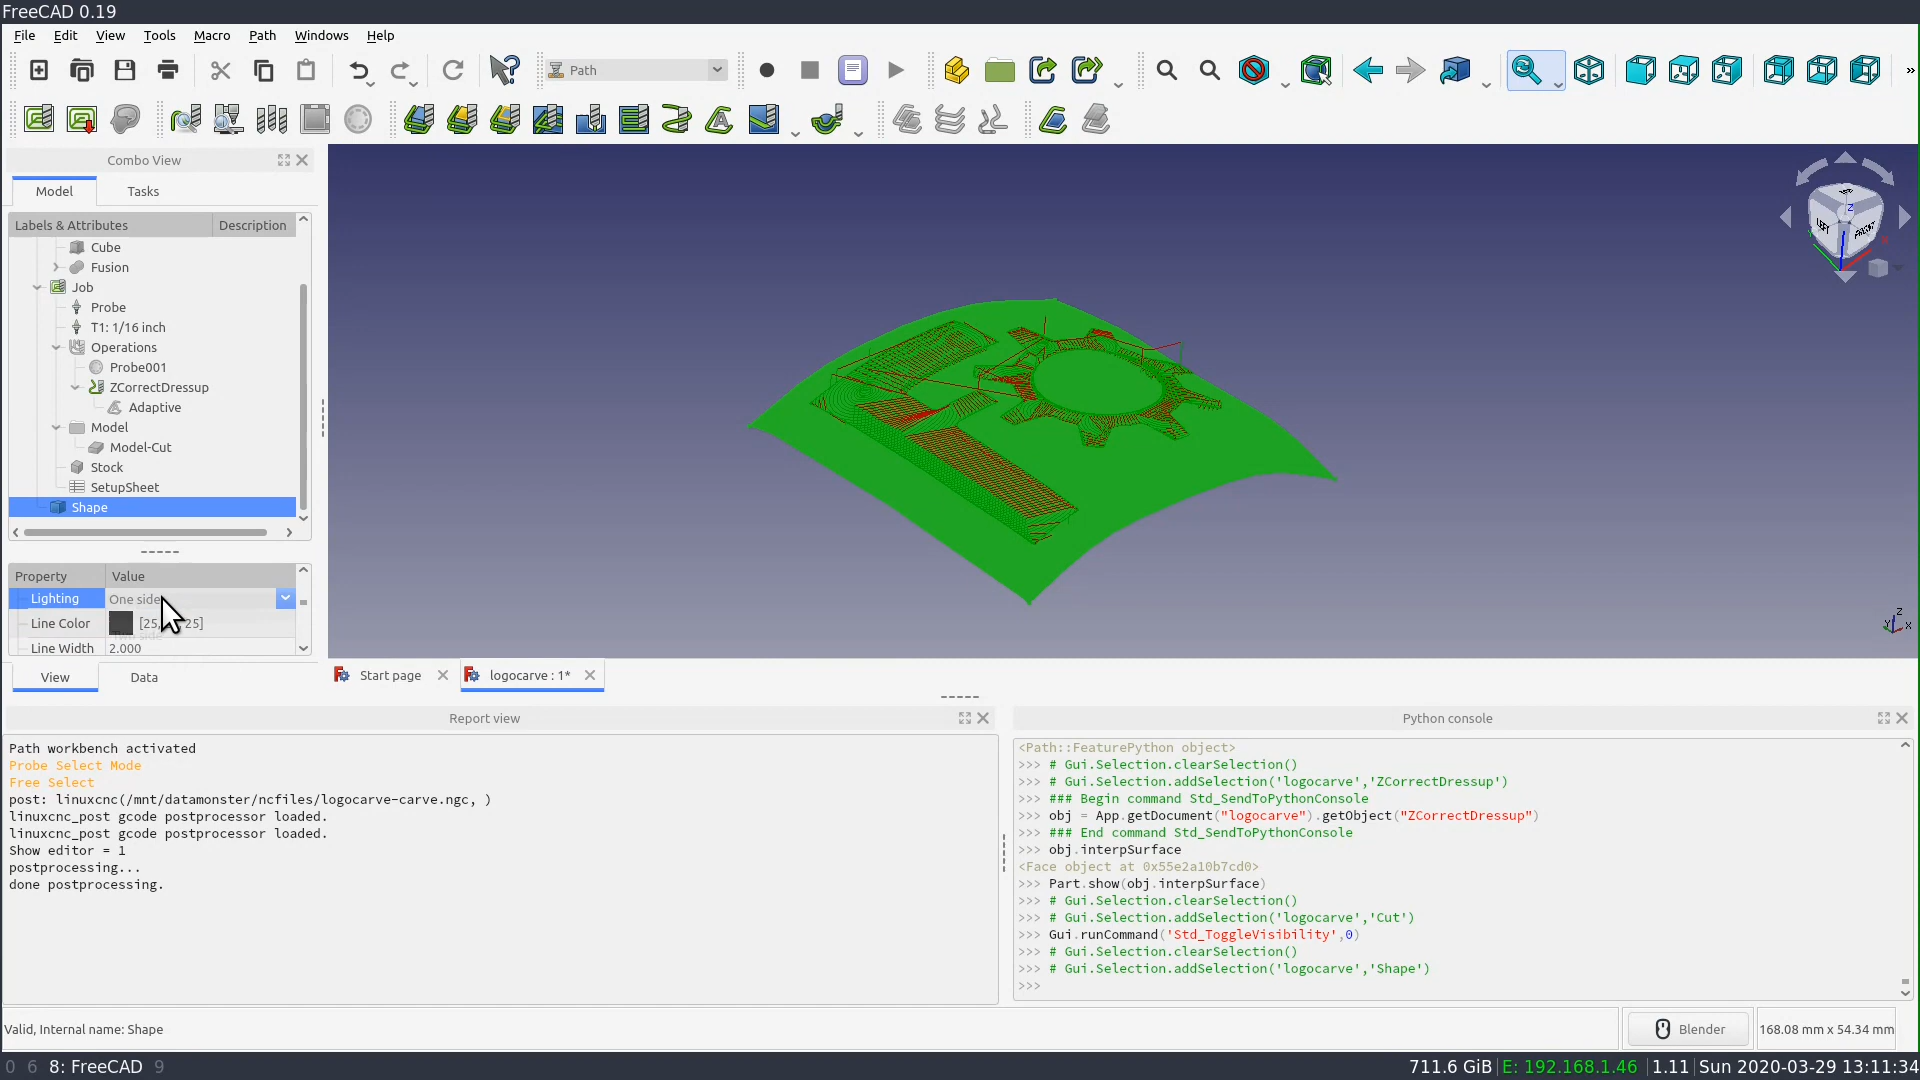 FreeCAD 0.19
File Edit View Tools Macro Path Windows Help
Path
Combo View
Model Tasks
Labels & Attributes Description
Cube
Fusion
Job
Probe
T1: 1/16 inch
Operations
Probe001
ZCorrectDressup
Adaptive
Model
Model-Cut
Stock
SetupSheet
Shape
Property Value
Lighting One side
Line Color
Line Width 2.000
View Data
LEFT FRONT
Z
Z
Y X
Start page logocarve : 1*
Report view
Path workbench activated
Probe Select Mode
Free Select
post: linuxcnc(/mnt/datamonster/ncfiles/logocarve-carve.ngc, )
linuxcnc_post gcode postprocessor loaded.
linuxcnc_post gcode postprocessor loaded.
Show editor = 1
postprocessing...
done postprocessing.
Python console
<Path::FeaturePython object>
>>> # Gui.Selection.clearSelection()
>>> # Gui.Selection.addSelection('logocarve','ZCorrectDressup')
>>> ### Begin command Std_SendToPythonConsole
>>> obj = App.getDocument("logocarve").getObject("ZCorrectDressup")
>>> ### End command Std_SendToPythonConsole
>>> obj.interpSurface
<Face object at 0x55e2a10b7cd0>
>>> Part.show(obj.interpSurface)
>>> # Gui.Selection.clearSelection()
>>> # Gui.Selection.addSelection('logocarve','Cut')
>>> Gui.runCommand('Std_ToggleVisibility',0)
>>> # Gui.Selection.clearSelection()
>>> # Gui.Selection.addSelection('logocarve','Shape')
>>>
Valid, Internal name: Shape
Blender 168.08 mm x 54.34 mm
0 6 8: FreeCAD 9
711.6 GiB E: 192.168.1.46 1.11 Sun 2020-03-29 13:11:34